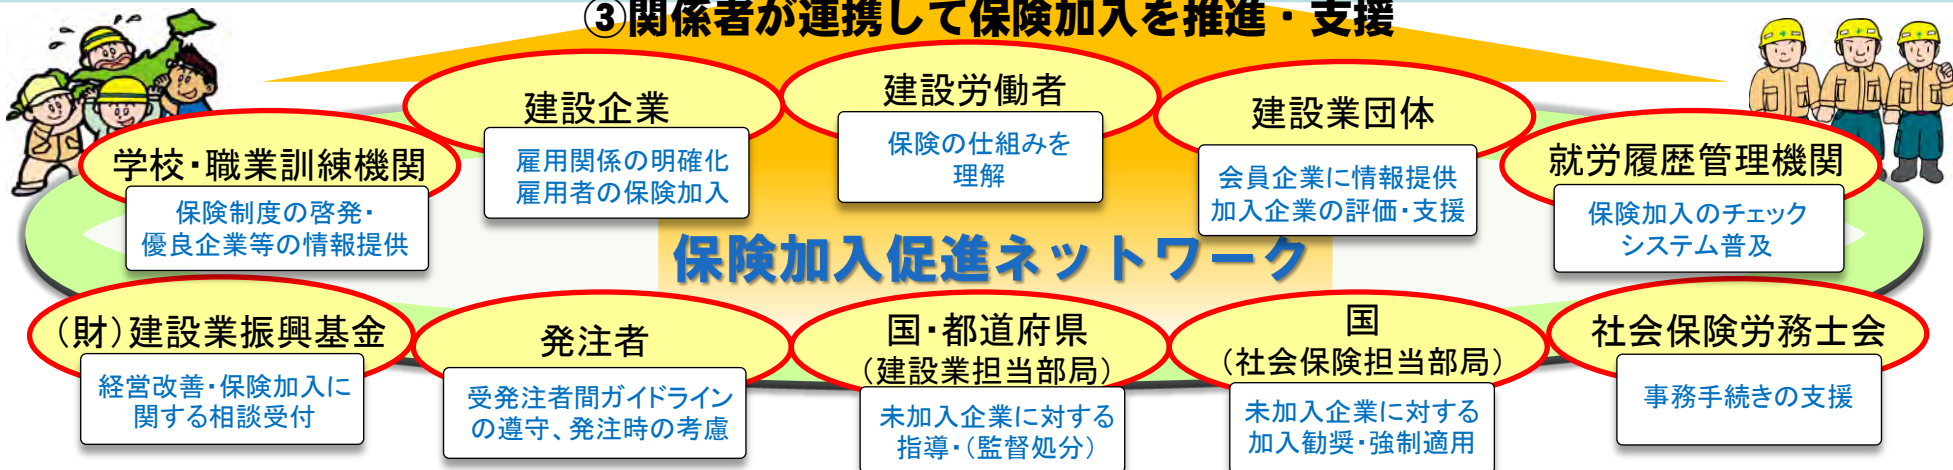 ③関係者が連携して保険加入を推進・支援
学校・職業訓練機関
保険制度の啓発・
優良企業等の情報提供
建設企業
雇用関係の明確化
雇用者の保険加入
建設労働者
保険の仕組みを
理解
建設業団体
会員企業に情報提供
加入企業の評価・支援
就労履歴管理機関
保険加入のチェック
システム普及
保険加入促進ネットワーク
(財)建設業振興基金
経営改善・保険加入に
関する相談受付
発注者
受発注者間ガイドライン
の遵守、発注時の考慮
国・都道府県
(建設業担当部局)
未加入企業に対する
指導・(監督処分)
国
(社会保険担当部局)
未加入企業に対する
加入勧奨・強制適用
社会保険労務士会
事務手続きの支援